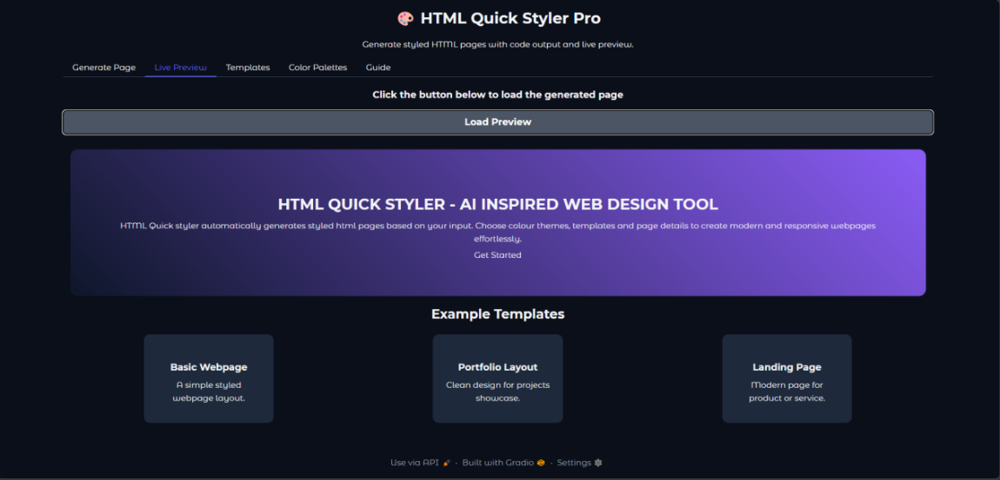 🎨 HTML Quick Styler Pro
Generate styled HTML pages with code output and live preview.
Generate Page Live Preview Templates Color Palettes Guide
Click the button below to load the generated page
Load Preview
HTML QUICK STYLER - AI INSPIRED WEB DESIGN TOOL
HTML Quick styler automatically generates styled html pages based on your input. Choose colour themes, templates and page details to create modern and responsive webpages
effortlessly.
Get Started
Example Templates
Basic Webpage
A simple styled
webpage layout.
Portfolio Layout
Clean design for projects
showcase.
Landing Page
Modern page for
product or service.
Use via API 🚀 · Built with Gradio · Settings ⚙️